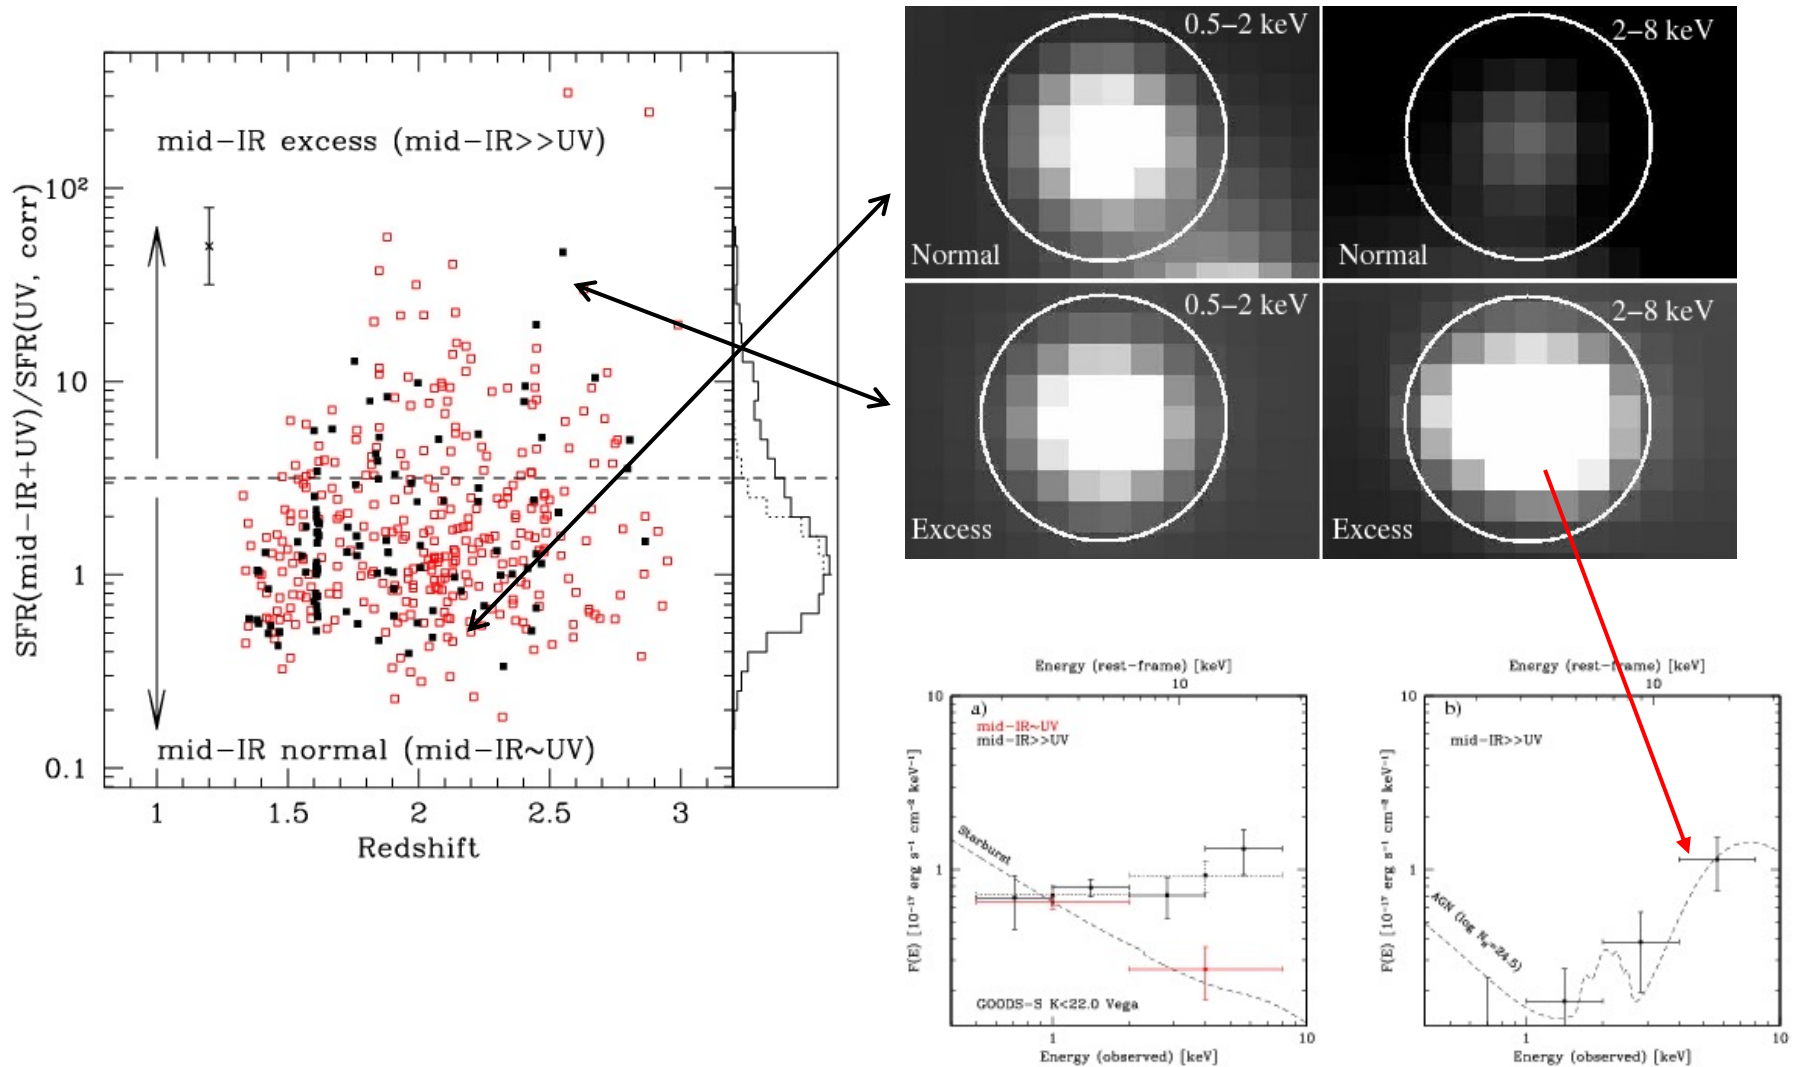 mid-IR excess (mid-IR>>UV)
mid-IR normal (mid-IR~UV)
SFR(mid-IR+UV)/SFR(UV, corr)
10²
10
1
0.1
1
1.5
2
2.5
3
Redshift
0.5-2 keV
Normal
2-8 keV
Normal
0.5-2 keV
Excess
2-8 keV
Excess
Energy (rest-frame) [keV]
10
a)
mid-IR~UV
mid-IR>>UV
Starburst
GOODS-S K<22.0 Vega
F(E) [10⁻¹⁷ erg s⁻¹ cm⁻² keV⁻¹]
10
1
1
10
Energy (observed) [keV]
Energy (rest-frame) [keV]
10
b)
mid-IR>>UV
AGN (log N_H=24.5)
F(E) [10⁻¹⁷ erg s⁻¹ cm⁻² keV⁻¹]
10
1
1
10
Energy (observed) [keV]